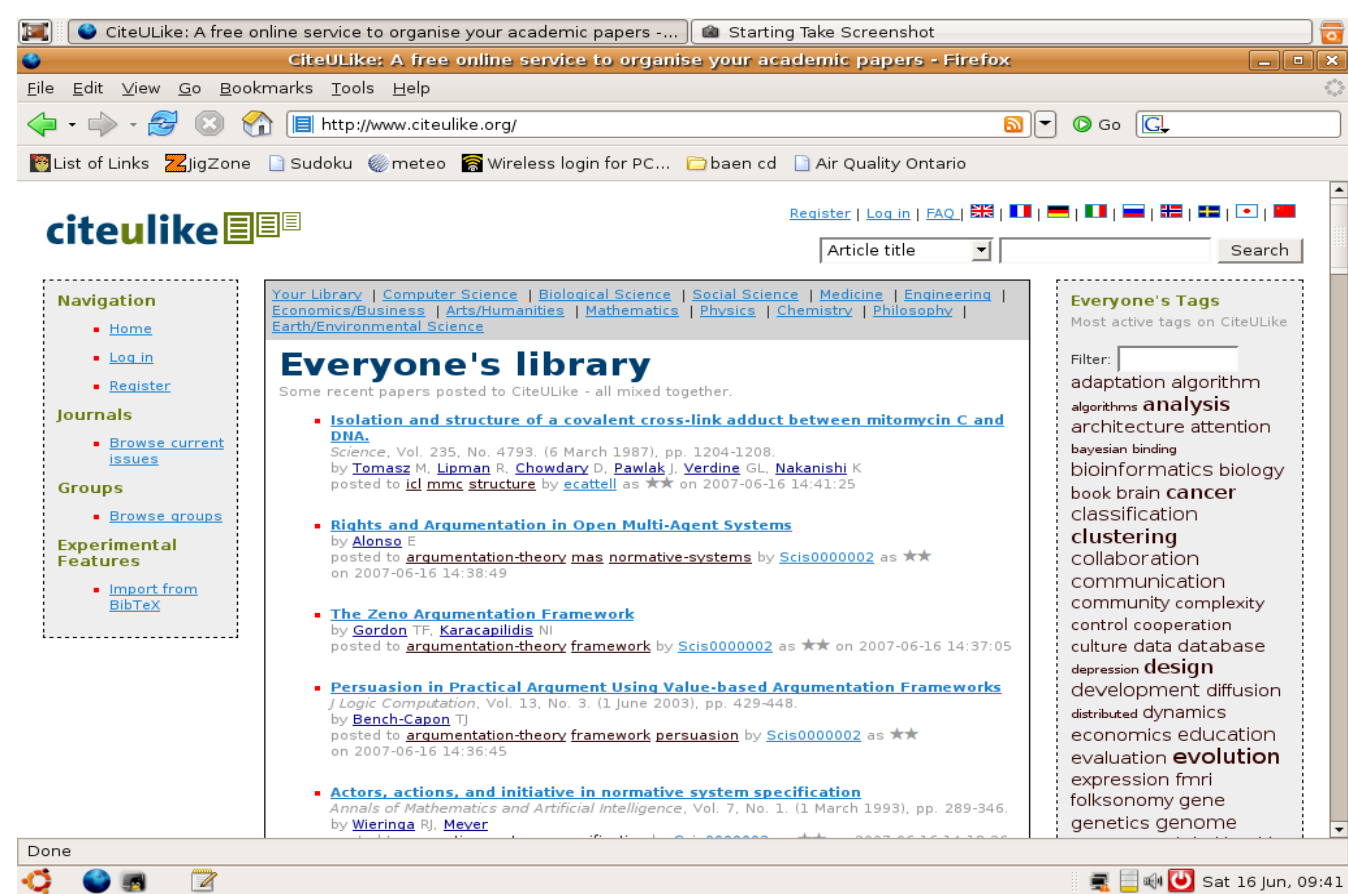 CiteULike: A free online service to organise your academic papers -... Starting Take Screenshot
CiteULike: A free online service to organise your academic papers - Firefox
File Edit View Go Bookmarks Tools Help
http://www.citeulike.org/ Go G
List of Links JigZone Sudoku meteo Wireless login for PC... baen cd Air Quality Ontario
citeulike
Register | Log in | FAQ | | | | | | | | |
Article title Search
Navigation
Home
Log in
Register
Journals
Browse current
issues
Groups
Browse groups
Experimental
Features
Import from
BibTeX
Your Library | Computer Science | Biological Science | Social Science | Medicine | Engineering |
Economics/Business | Arts/Humanities | Mathematics | Physics | Chemistry | Philosophy |
Earth/Environmental Science
Everyone's library
Some recent papers posted to CiteULike - all mixed together.
Isolation and structure of a covalent cross-link adduct between mitomycin C and
DNA.
Science, Vol. 235, No. 4793. (6 March 1987), pp. 1204-1208.
by Tomasz M, Lipman R, Chowdary D, Pawlak J, Verdine GL, Nakanishi K
posted to icl mmc structure by ecattell as ★★ on 2007-06-16 14:41:25
Rights and Argumentation in Open Multi-Agent Systems
by Alonso E
posted to argumentation-theory mas normative-systems by Scis0000002 as ★★
on 2007-06-16 14:38:49
The Zeno Argumentation Framework
by Gordon TF, Karacapilidis NI
posted to argumentation-theory framework by Scis0000002 as ★★ on 2007-06-16 14:37:05
Persuasion in Practical Argument Using Value-based Argumentation Frameworks
J Logic Computation, Vol. 13, No. 3. (1 June 2003), pp. 429-448.
by Bench-Capon TJ
posted to argumentation-theory framework persuasion by Scis0000002 as ★★
on 2007-06-16 14:36:45
Actors, actions, and initiative in normative system specification
Annals of Mathematics and Artificial Intelligence, Vol. 7, No. 1. (1 March 1993), pp. 289-346.
by Wieringa RJ, Meyer
Everyone's Tags
Most active tags on CiteULike
Filter:
adaptation algorithm
algorithms analysis
architecture attention
bayesian binding
bioinformatics biology
book brain cancer
classification
clustering
collaboration
communication
community complexity
control cooperation
culture data database
depression design
development diffusion
distributed dynamics
economics education
evaluation evolution
expression fmri
folksonomy gene
genetics genome
Done
Sat 16 Jun, 09:41